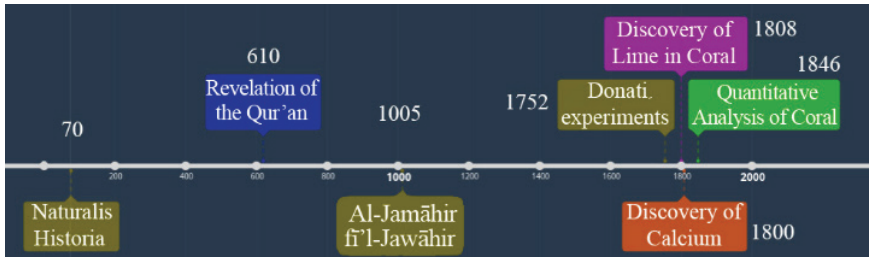 Discovery of
Lime in Coral
1808
610
1846
Revelation of
the Qur’an
Donati.
experiments
Quantitative
Analysis of Coral
1752
1005
70
200
400
600
800
1000
1200
1400
1600
1800
2000
Naturalis
Historia
Al-Jamāhir
fī’l-Jawāhir
Discovery of
Calcium
1800